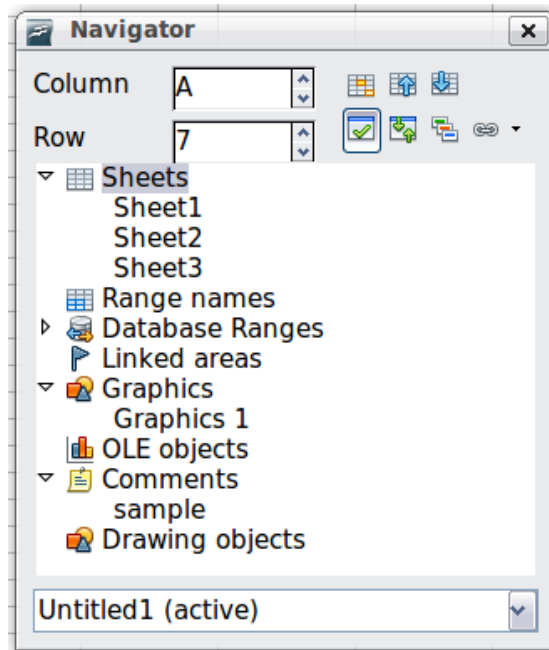 Navigator
Column A
Row 7
Sheets
Sheet1
Sheet2
Sheet3
Range names
Database Ranges
Linked areas
Graphics
Graphics 1
OLE objects
Comments
sample
Drawing objects
Untitled1 (active)